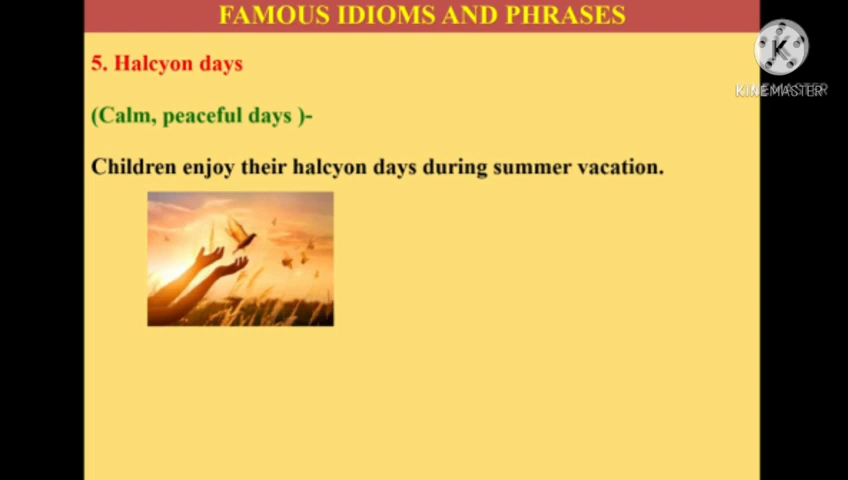 FAMOUS IDIOMS AND PHRASES
5. Halcyon days
(Calm, peaceful days )-
Children enjoy their halcyon days during summer vacation.
K
KINEMASTER